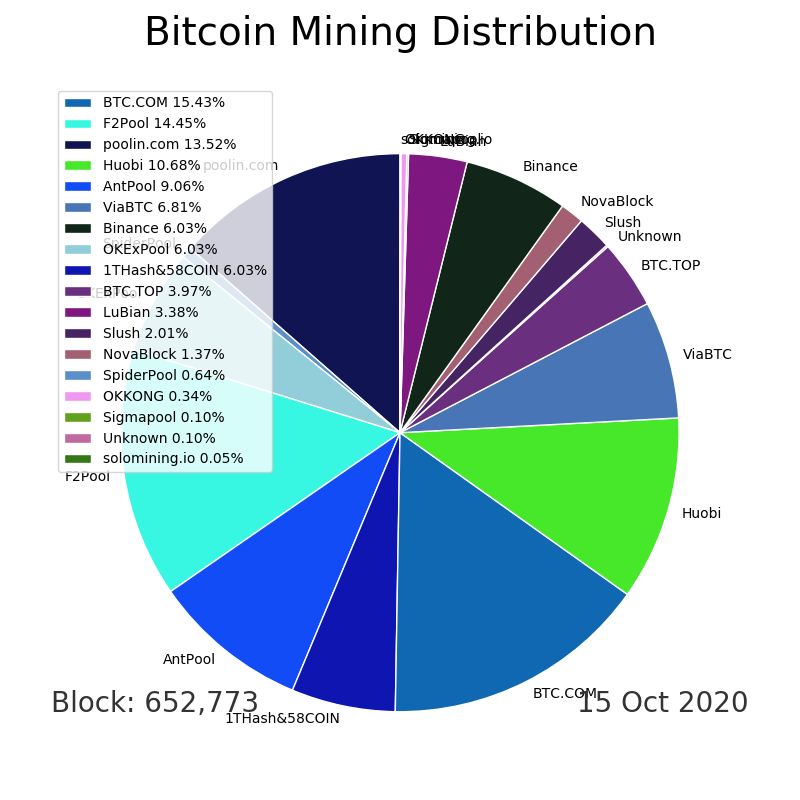 Bitcoin Mining Distribution
BTC.COM 15.43%
F2Pool 14.45%
poolin.com 13.52%
Huobi 10.68%
AntPool 9.06%
ViaBTC 6.81%
Binance 6.03%
OKExPool 6.03%
1THash&58COIN 6.03%
BTC.TOP 3.97%
LuBian 3.38%
Slush 2.01%
NovaBlock 1.37%
SpiderPool 0.64%
OKKONG 0.34%
Sigmapool 0.10%
Unknown 0.10%
solomining.io 0.05%
poolin.com
SpiderPool
F2Pool
AntPool
1THash&58COIN
BTC.COM
Huobi
ViaBTC
BTC.TOP
Unknown
Slush
NovaBlock
Binance
Block: 652,773
15 Oct 2020